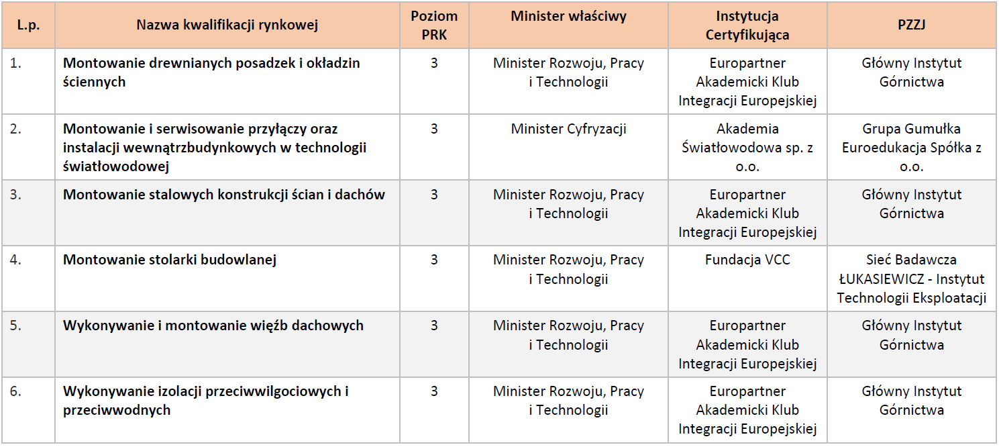 L.p.
Nazwa kwalifikacji rynkowej
Poziom
PRK
Minister właściwy
Instytucja
Certyfikująca
PZZJ
1.
Montowanie drewnianych posadzek i okładzin
ściennych
3
Minister Rozwoju, Pracy
i Technologii
Europartner
Akademicki Klub
Integracji Europejskiej
Główny Instytut
Górnictwa
2.
Montowanie i serwisowanie przyłączy oraz
instalacji wewnątrzbudynkowych w technologii
światłowodowej
3
Minister Cyfryzacji
Akademia
Światłowodowa sp. z
o.o.
Grupa Gumułka
Euroedukacja Spółka z
o.o.
3.
Montowanie stalowych konstrukcji ścian i dachów
3
Minister Rozwoju, Pracy
i Technologii
Europartner
Akademicki Klub
Integracji Europejskiej
Główny Instytut
Górnictwa
4.
Montowanie stolarki budowlanej
3
Minister Rozwoju, Pracy
i Technologii
Fundacja VCC
Sieć Badawcza
ŁUKASIEWICZ - Instytut
Technologii Eksploatacji
5.
Wykonywanie i montowanie więźb dachowych
3
Minister Rozwoju, Pracy
i Technologii
Europartner
Akademicki Klub
Integracji Europejskiej
Główny Instytut
Górnictwa
6.
Wykonywanie izolacji przeciwwilgociowych i
przeciwwodnych
3
Minister Rozwoju, Pracy
i Technologii
Europartner
Akademicki Klub
Integracji Europejskiej
Główny Instytut
Górnictwa